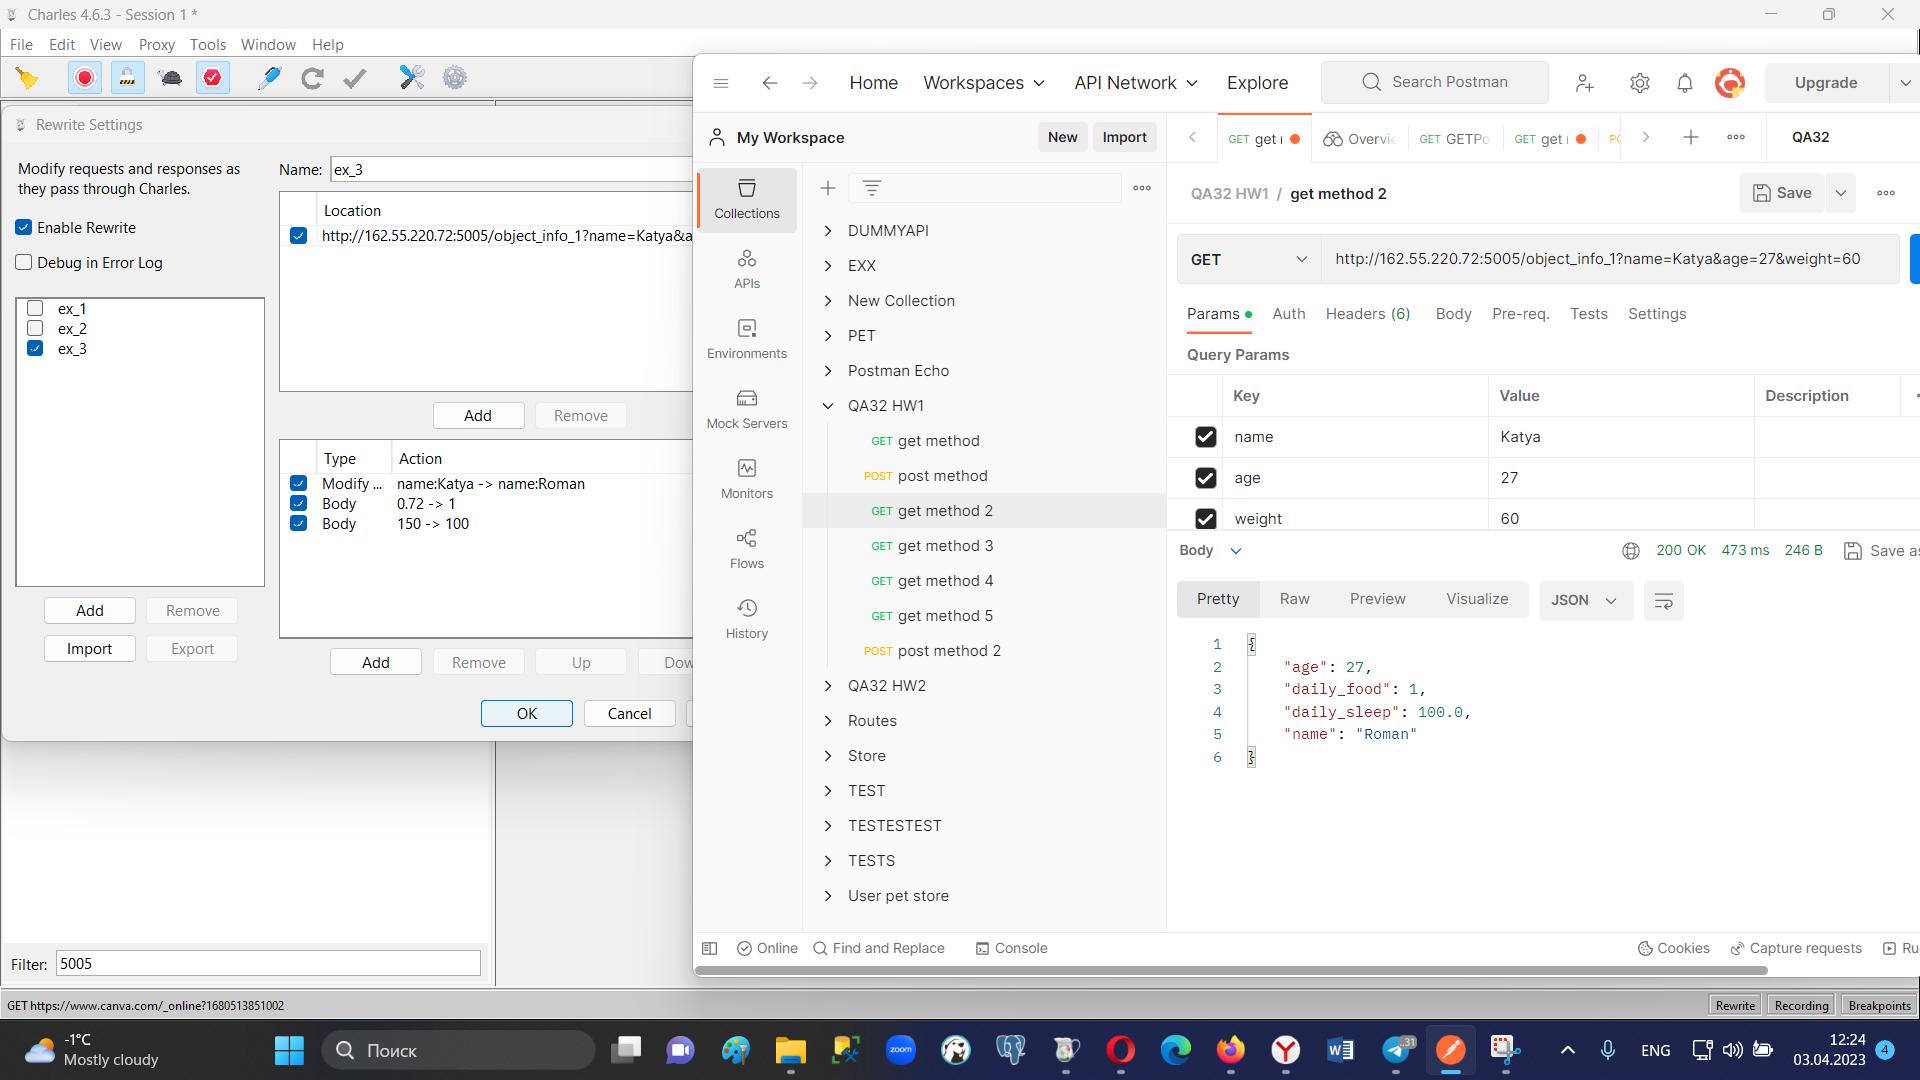 Charles 4.6.3 - Session 1 *
File Edit View Proxy Tools Window Help
Rewrite Settings
Modify requests and responses as
they pass through Charles.
Enable Rewrite
Debug in Error Log
ex_1
ex_2
ex_3
Add Remove
Import Export
Name: ex_3
Location
http://162.55.220.72:5005/object_info_1?name=Katya&a
Add Remove
Type Action
Modify ... name:Katya -> name:Roman
Body 0.72 -> 1
Body 150 -> 100
Add Remove Up Dow
OK Cancel
Filter: 5005
GET https://www.canva.com/_online?1680513851002
Rewrite Recording Breakpoints
Home Workspaces API Network Explore Search Postman Upgrade
My Workspace New Import
GET get r Overvie GET GETPo GET get r PC QA32
Collections
APIs
Environments
Mock Servers
Monitors
Flows
History
DUMMYAPI
EXX
New Collection
PET
Postman Echo
QA32 HW1
GET get method
POST post method
GET get method 2
GET get method 3
GET get method 4
GET get method 5
POST post method 2
QA32 HW2
Routes
Store
TEST
TESTESTEST
TESTS
User pet store
QA32 HW1 / get method 2 Save
GET http://162.55.220.72:5005/object_info_1?name=Katya&age=27&weight=60
Params Auth Headers (6) Body Pre-req. Tests Settings
Query Params
Key Value Description
name Katya
age 27
weight 60
Body 200 OK 473 ms 246 B Save as
Pretty Raw Preview Visualize JSON
1 {
2 "age": 27,
3 "daily_food": 1,
4 "daily_sleep": 100.0,
5 "name": "Roman"
6 }
Online Find and Replace Console Cookies Capture requests Ru
-1°C
Mostly cloudy
Поиск
zoom
.31
ENG
12:24
03.04.2023
4